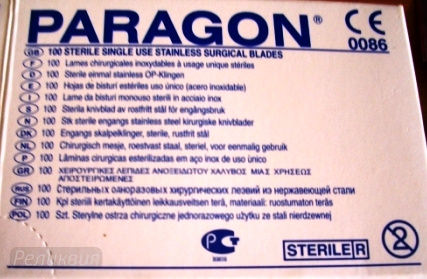 PARAGON®
CE
0086
GB 100 STERILE SINGLE USE STAINLESS SURGICAL BLADES
F 100 Lames chirurgicales inoxydables à usage unique stériles
D 100 Sterile einmal stainless OP-Klingen
E 100 Hojas de bisturi estériles uso único (acero inoxidable)
I 100 Lame da bisturi monouso sterili in acciaio inox
S 100 Sterila knivblad av rostfritt stål för engångsbruk
N 100 Stk sterile engangs stainless steel kirurgiske knivblader
DK 100 Engangs skalpelklinger, sterile, rustfrit stål
NL 100 Chirurgisch mesje, roestvast staal, steriel, voor eenmalig gebruik
P 100 Lâminas cirurgicas esterilizadas em aço inox de uso único
GR 100 ΧΕΙΡΟΥΡΓΙΚΕΣ ΛΕΠΙΔΕΣ ΑΝΟΞΕΙΔΩΤΟΥ ΧΑΛΥΒΟΣ ΜΙΑΣ ΧΡΗΣΕΩΣ
ΑΠΟΣΤΕΙΡΩΜΕΝΕΣ
RUS 100 Стерильных одноразовых хирургических лезвий из нержавеющей стали
FIN 100 Kpl steriili kertakäyttöinen leikkausveitsen terä, materiaali: ruostumaton teräs
POL 100 Szt. Sterylne ostrza chirurgiczne jednorazowego użytku ze stali nierdzewnej
STERILE R
2
Реликвия